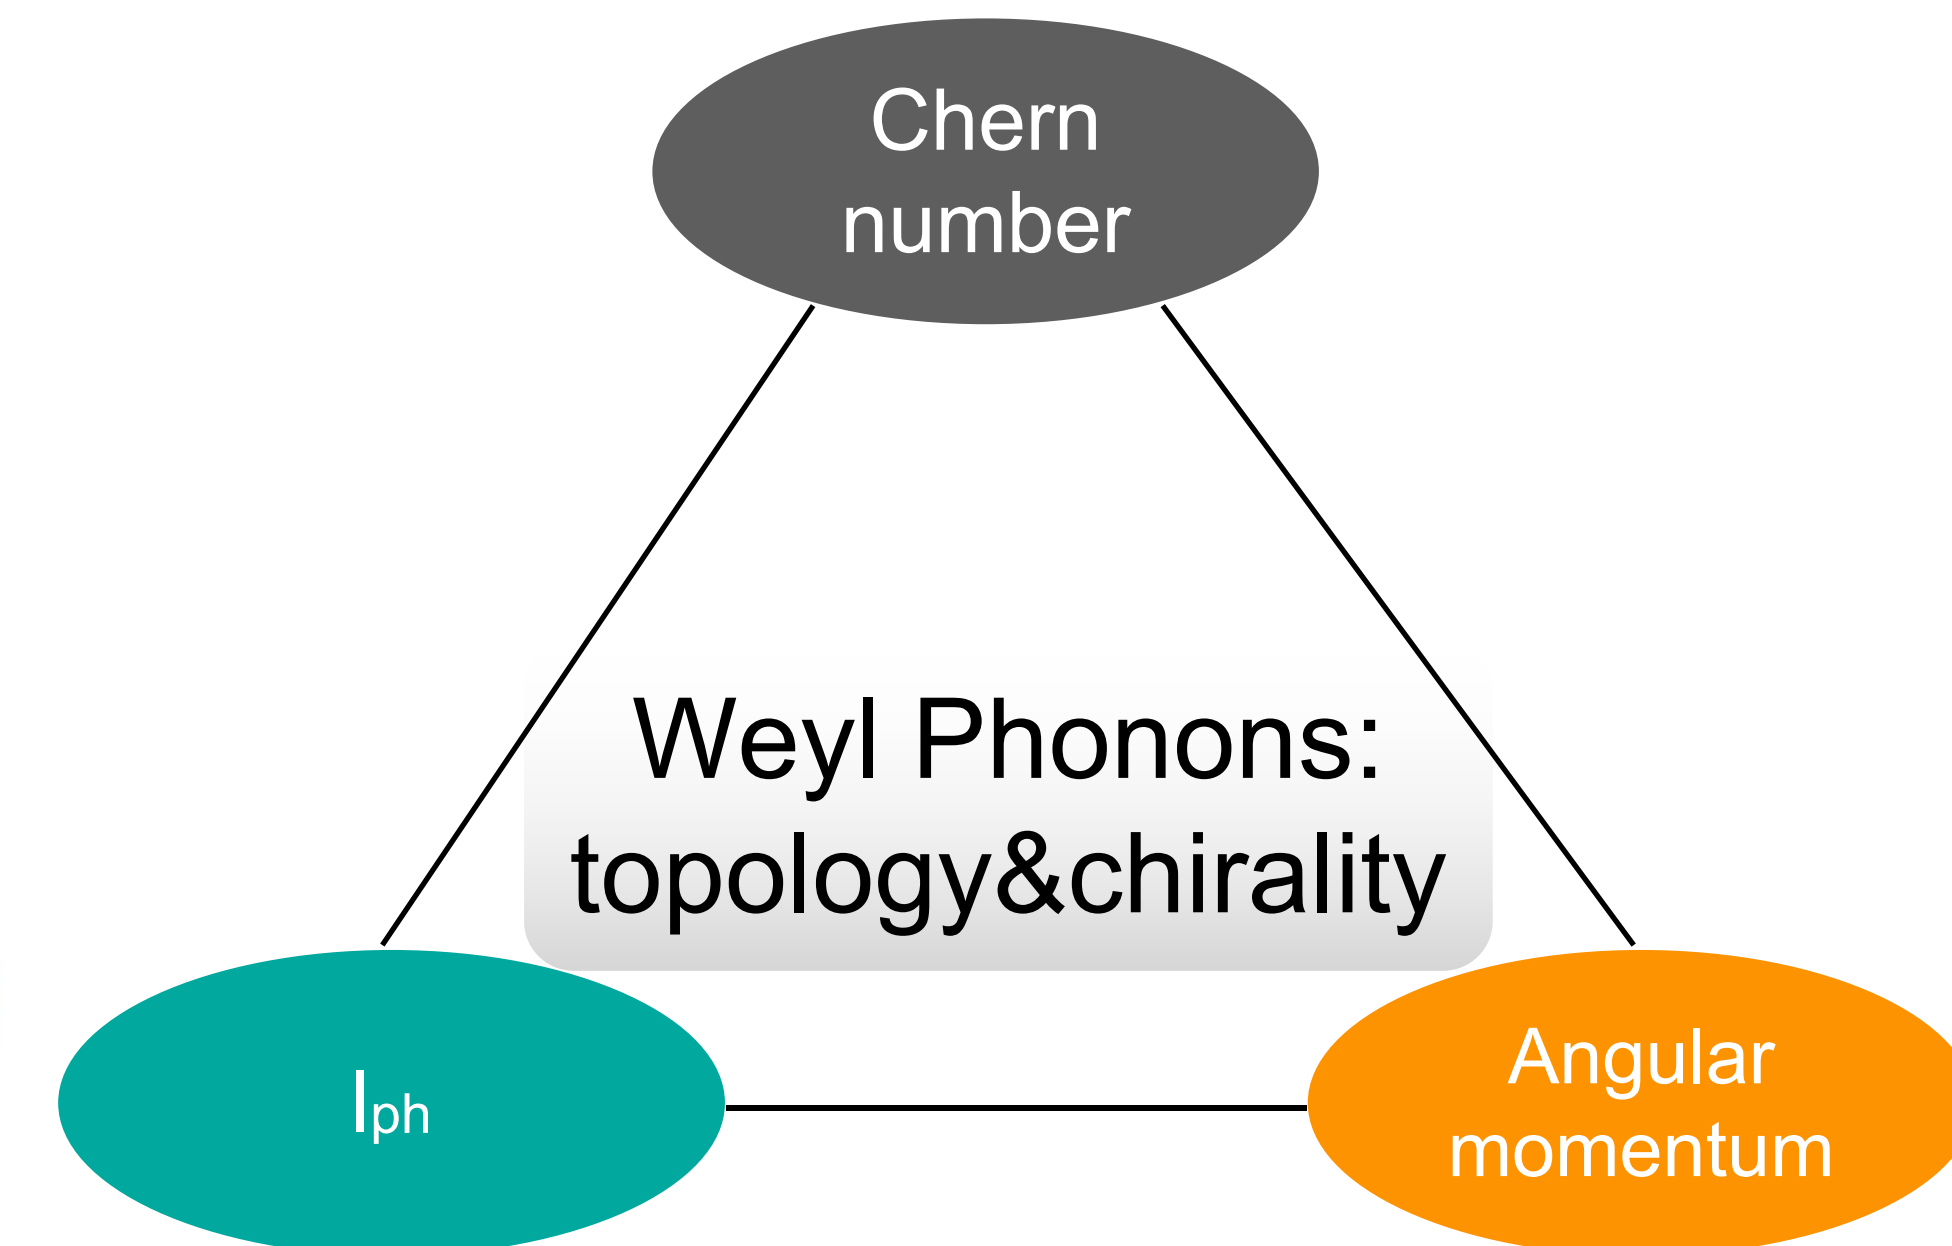 Chern
number
Weyl Phonons:
topology&chirality
lph
Angular
momentum